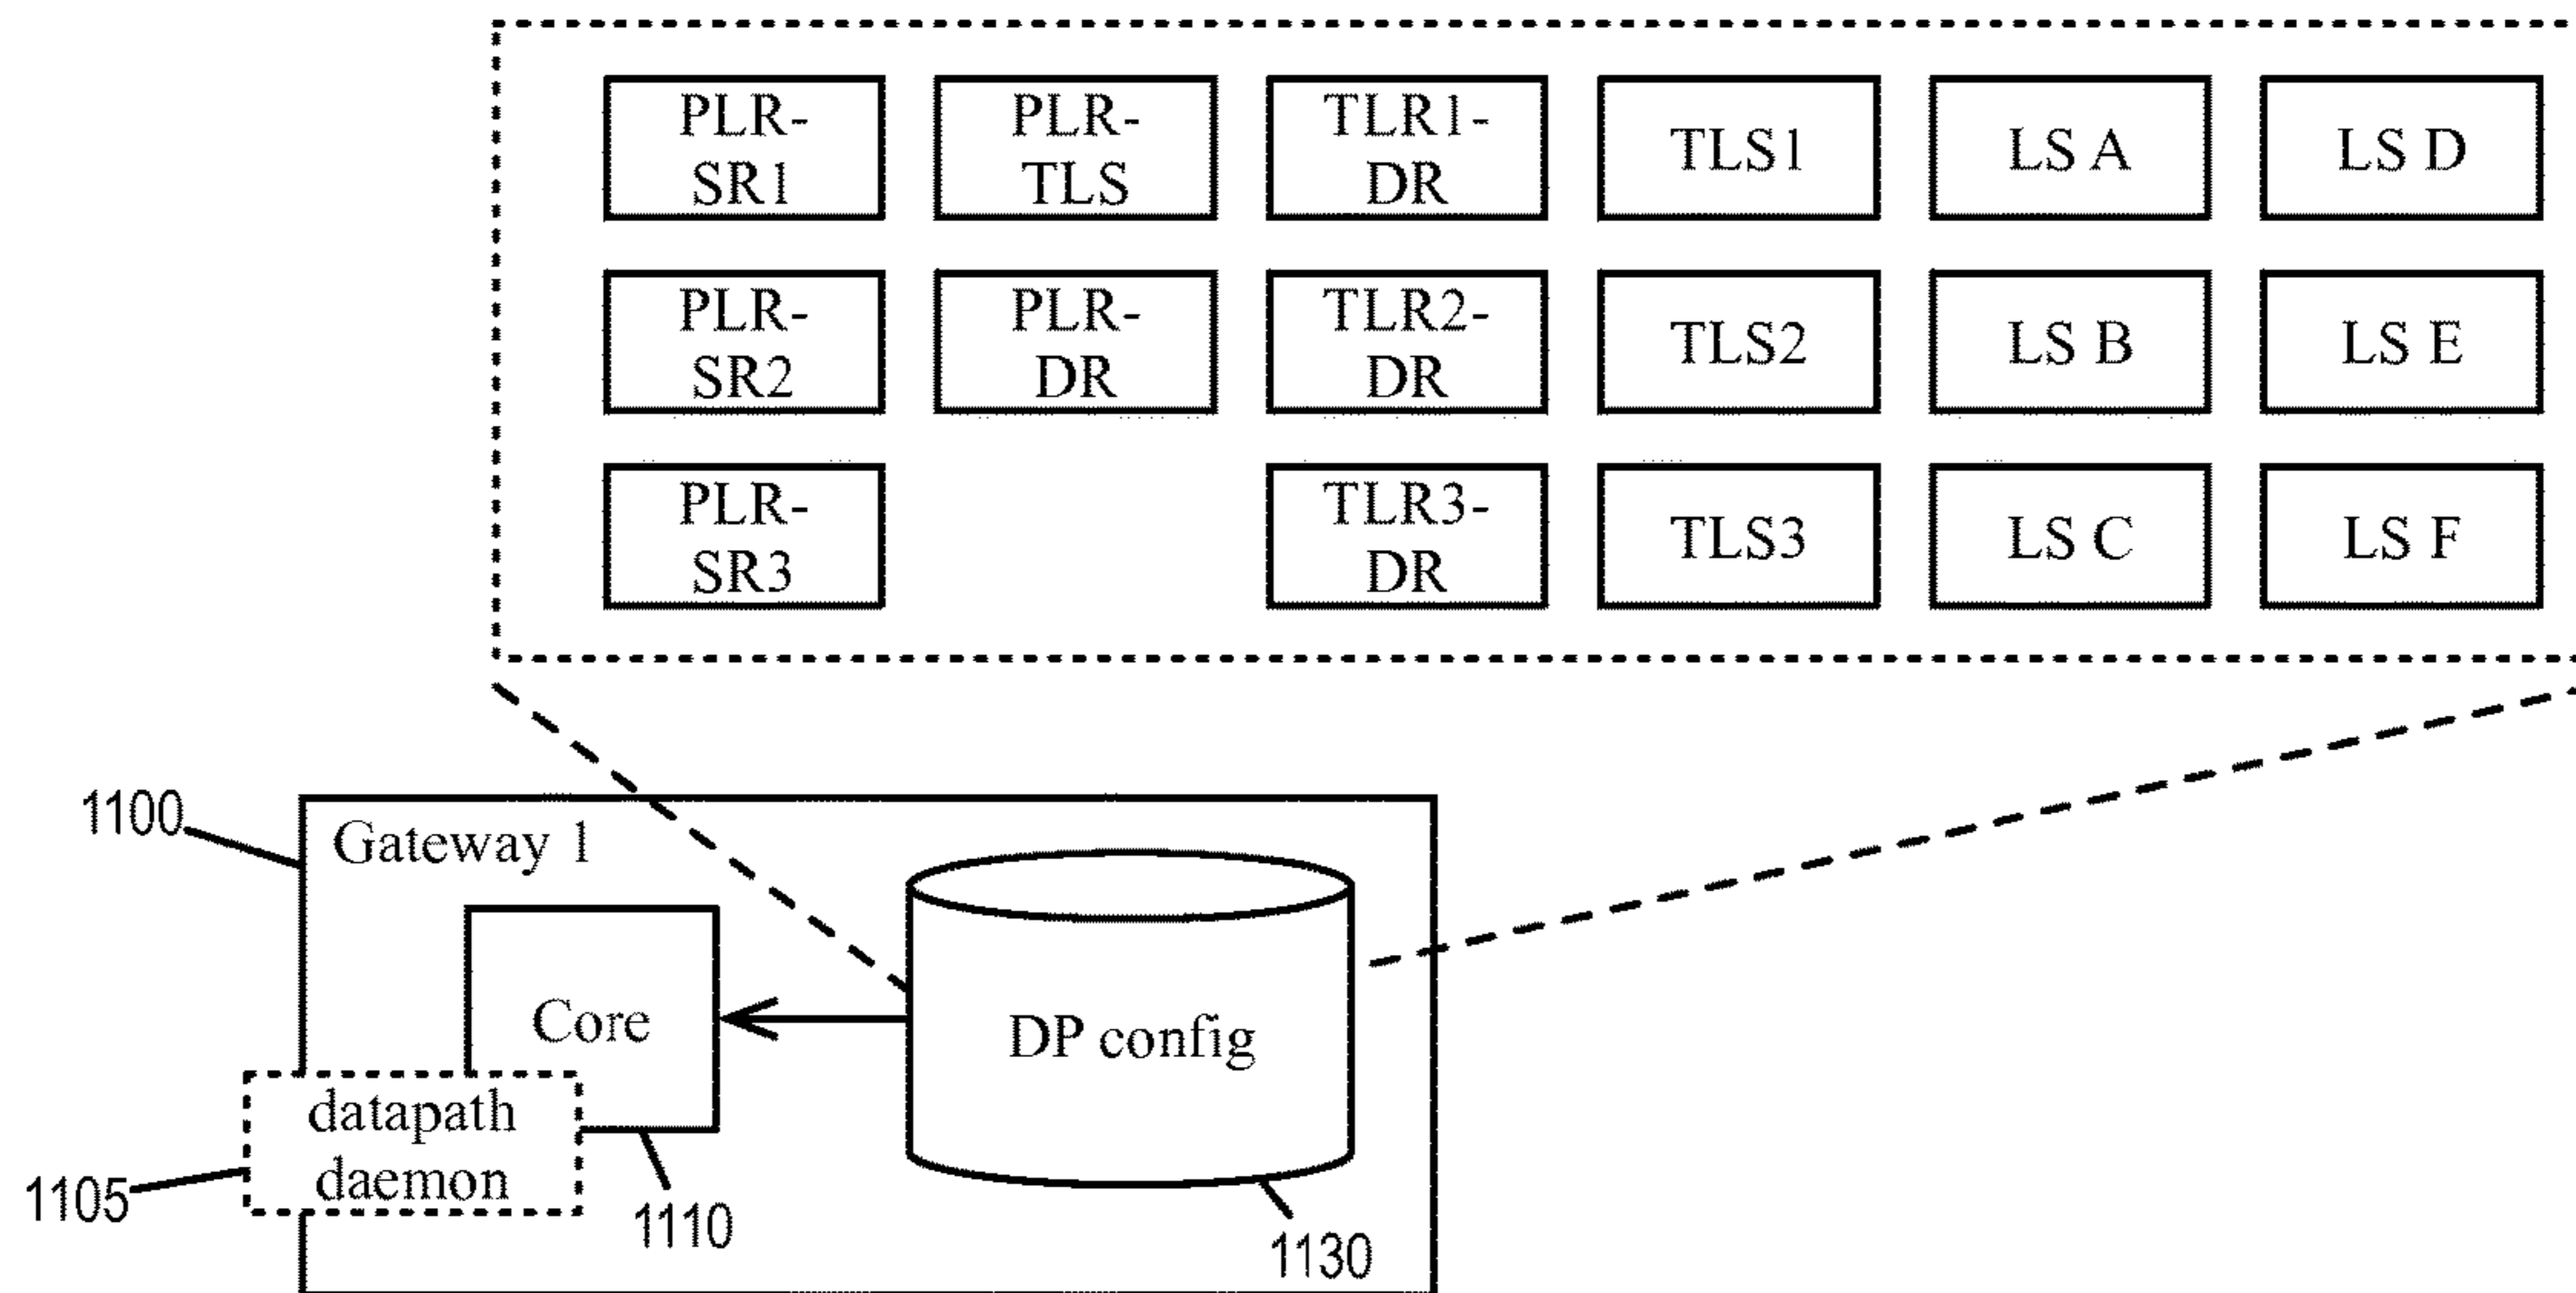 PLR-
SR1
PLR-
TLS
TLR1-
DR
TLS1
LS A
LS D
PLR-
SR2
PLR-
DR
TLR2-
DR
TLS2
LS B
LS E
PLR-
SR3
TLR3-
DR
TLS3
LS C
LS F
1100
Gateway 1
Core
DP config
datapath
daemon
1105
1110
1130